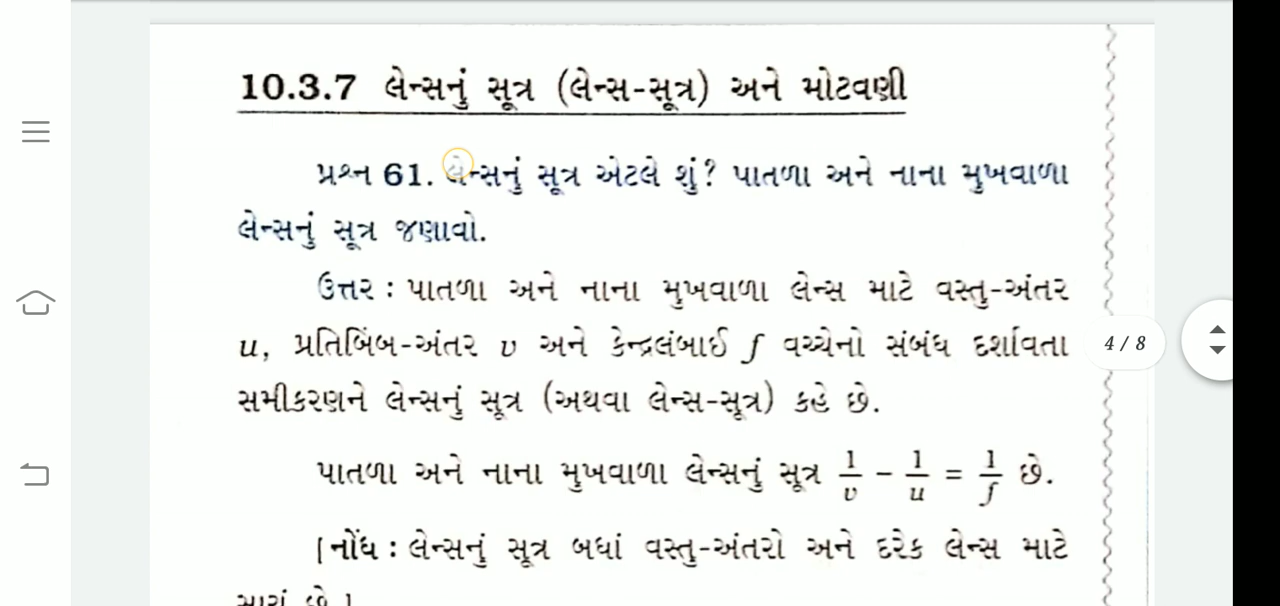 10.3.7 લેન્સનું સૂત્ર (લેન્સ-સૂત્ર) અને મોટવણી
પ્રશ્ન 61. લેન્સનું સૂત્ર એટલે શું? પાતળા અને નાના મુખવાળા
લેન્સનું સૂત્ર જણાવો.
ઉત્તર : પાતળા અને નાના મુખવાળા લેન્સ માટે વસ્તુ-અંતર
u, પ્રતિબિંબ-અંતર v અને કેન્દ્રલંબાઈ f વચ્ચેનો સંબંધ દર્શાવતા
4 / 8
સમીકરણને લેન્સનું સૂત્ર (અથવા લેન્સ-સૂત્ર) કહે છે.
પાતળા અને નાના મુખવાળા લેન્સનું સૂત્ર 1/v − 1/u = 1/f છે.
[નોંધ : લેન્સનું સૂત્ર બધાં વસ્તુ-અંતરો અને દરેક લેન્સ માટે